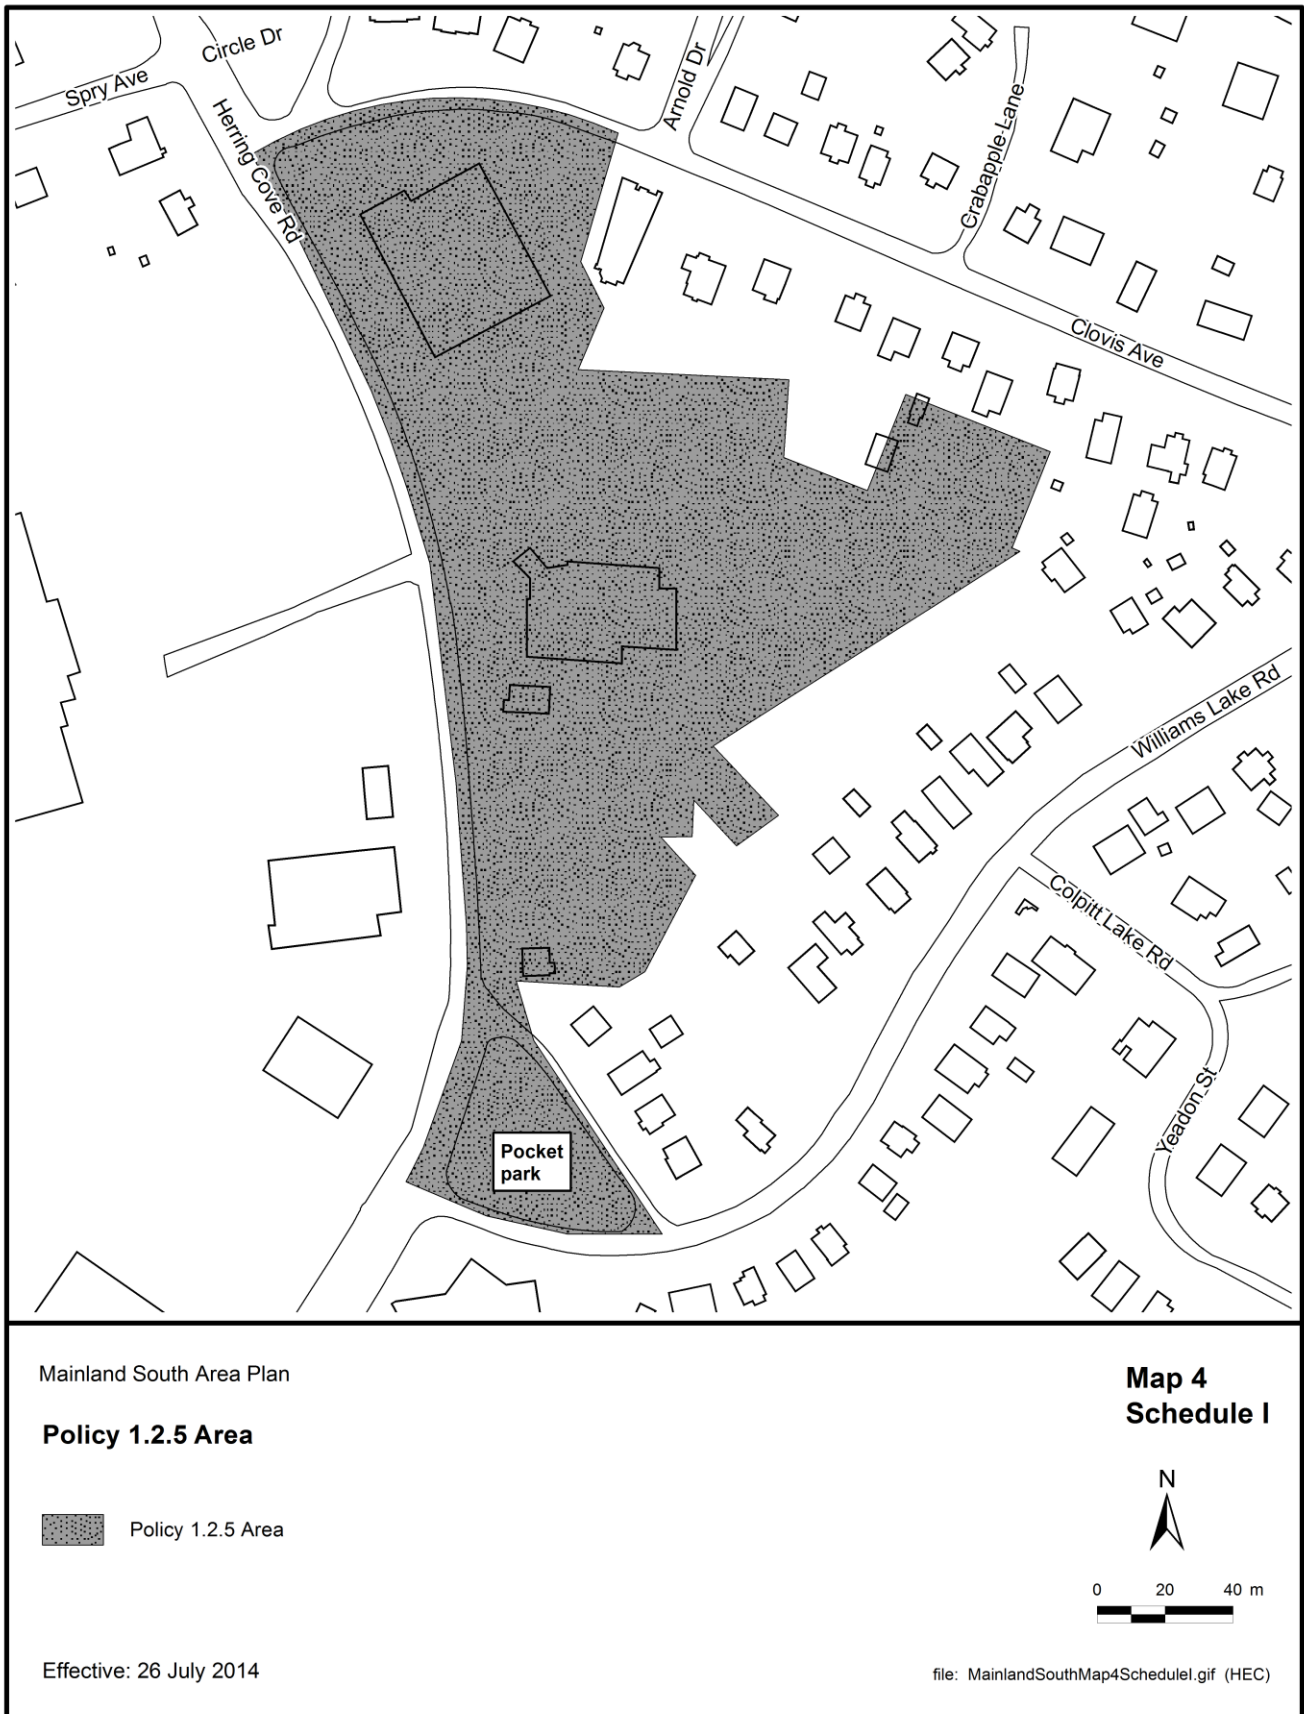 Circle Dr
Spry Ave
Herring Cove Rd
Arnold Dr
Crabapple Lane
Clovis Ave
Williams Lake Rd
Colpitt Lake Rd
Yeadon St
Pocket
park
Mainland South Area Plan
Policy 1.2.5 Area
Policy 1.2.5 Area
Effective: 26 July 2014
Map 4
Schedule I
N
0 20 40 m
file: MainlandSouthMap4ScheduleI.gif (HEC)